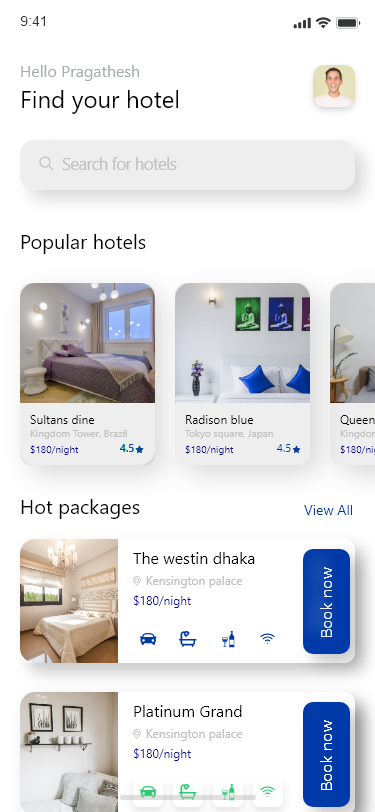 9:41
Hello Pragathesh
Find your hotel
Search for hotels
Popular hotels
Sultans dine
Kingdom Tower, Brazil
$180/night
4.5
Radison blue
Tokyo square, Japan
$180/night
4.5
Queen
Kingdom
$180/ni
Hot packages
View All
The westin dhaka
Kensington palace
$180/night
Book now
Platinum Grand
Kensington palace
$180/night
Book now